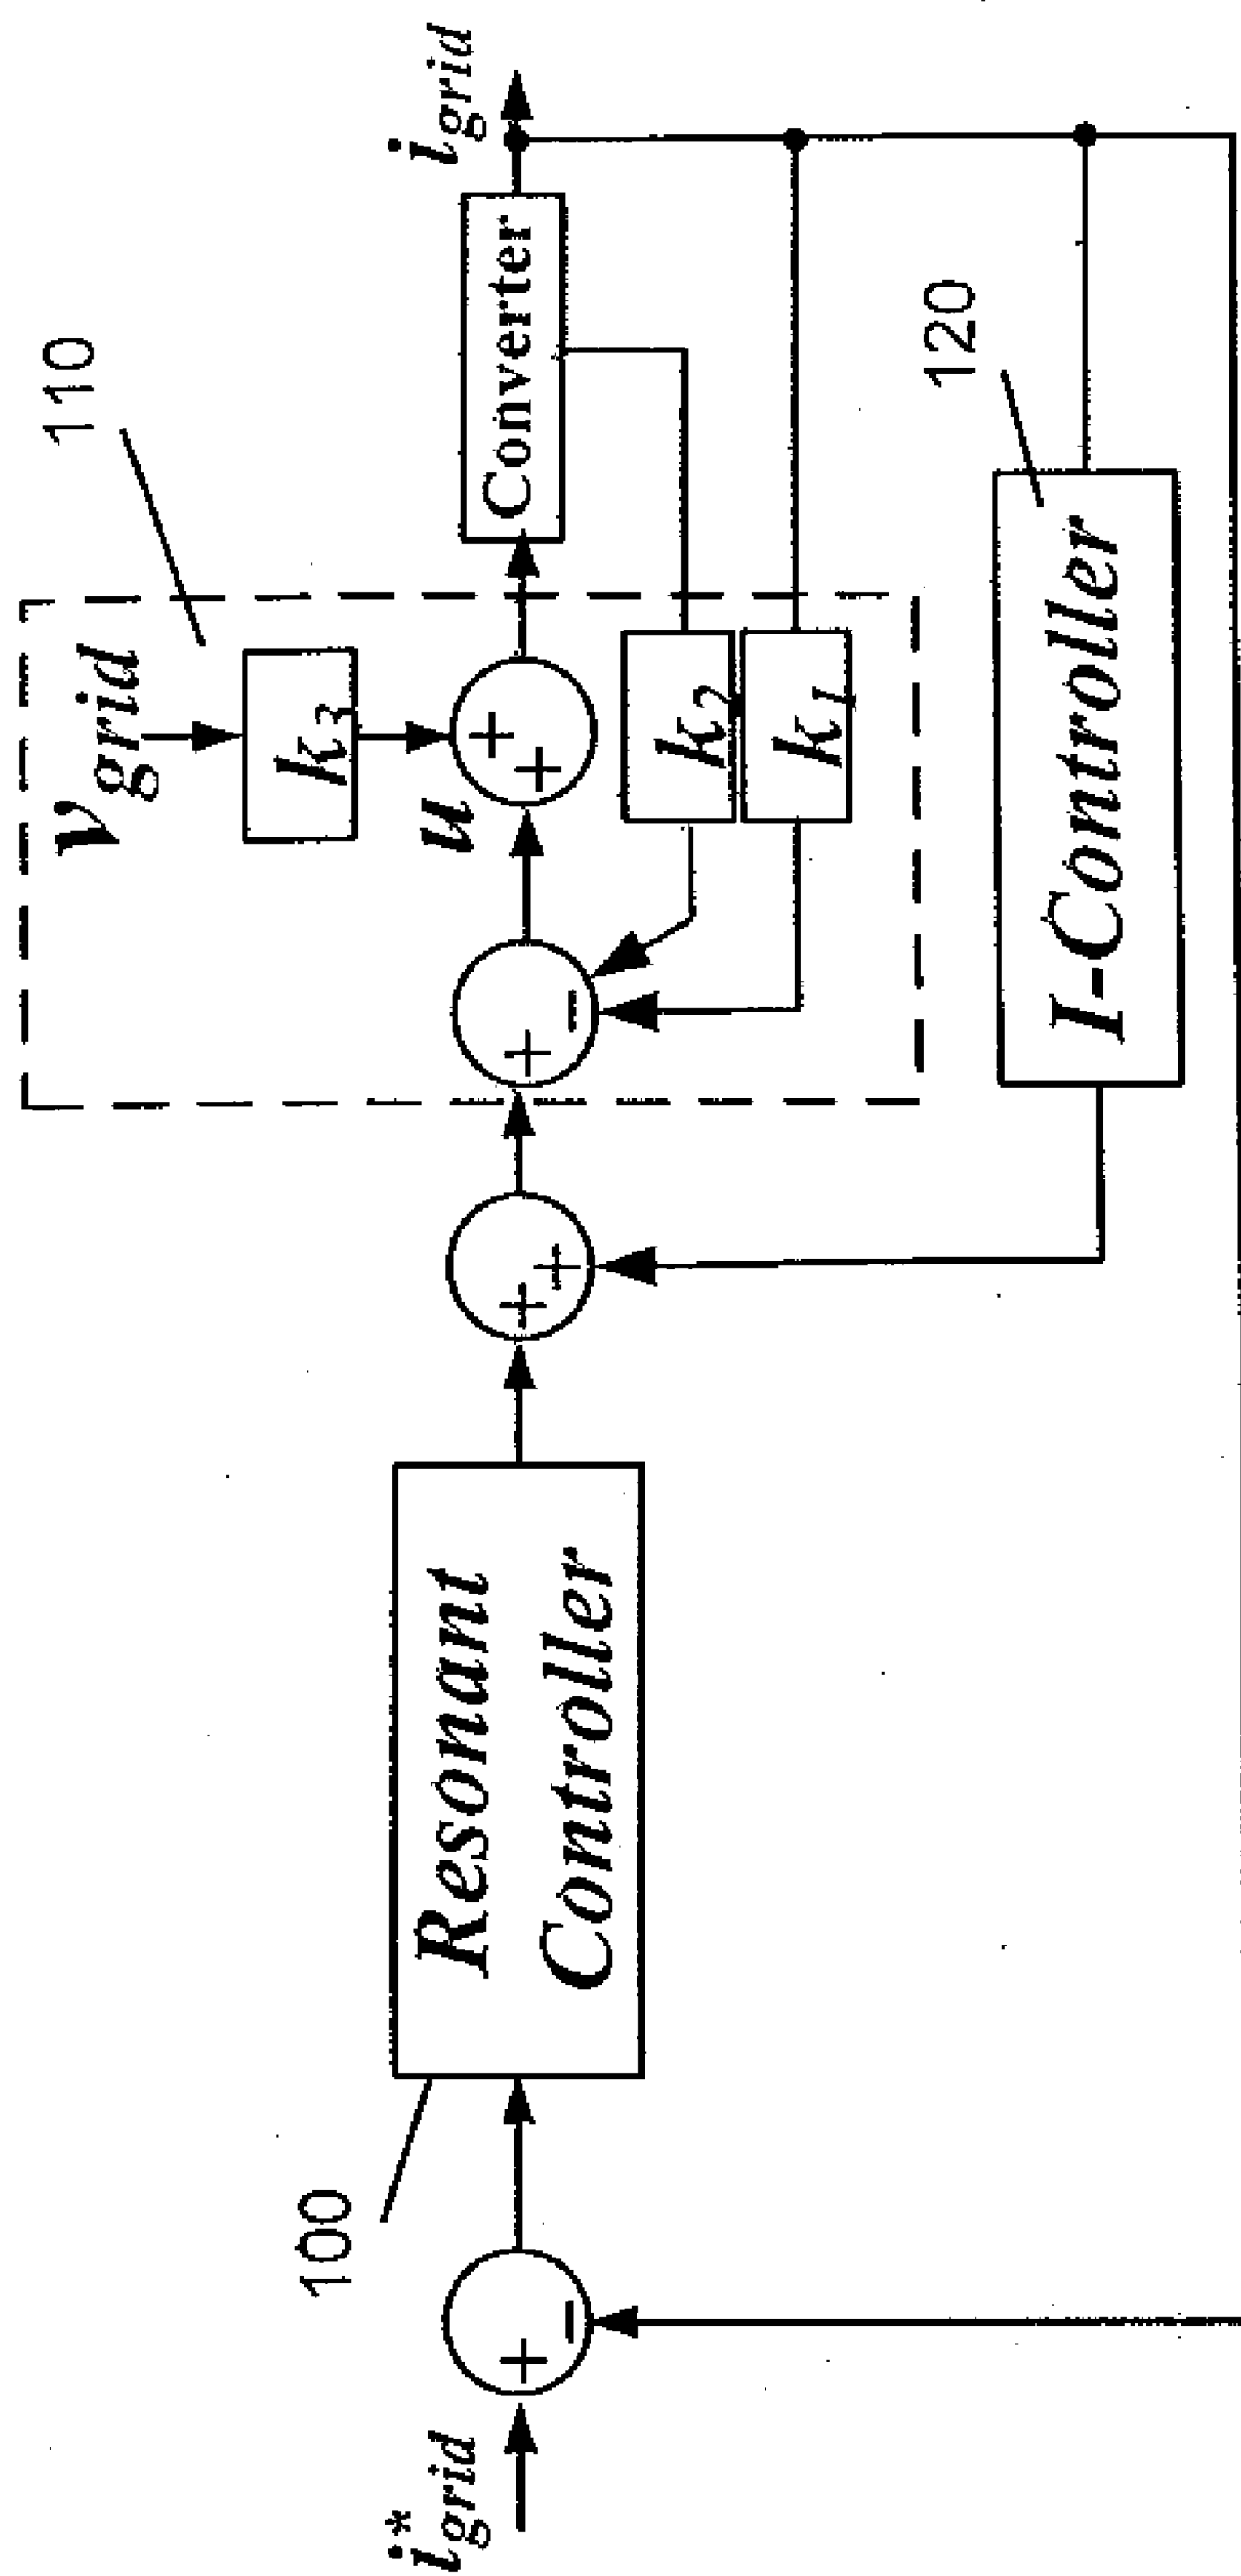 i*grid
+
-
100
Resonant
Controller
+
+
+
-
110
vgrid
k3
u
+
+
k2
k1
Converter
igrid
I-Controller
120